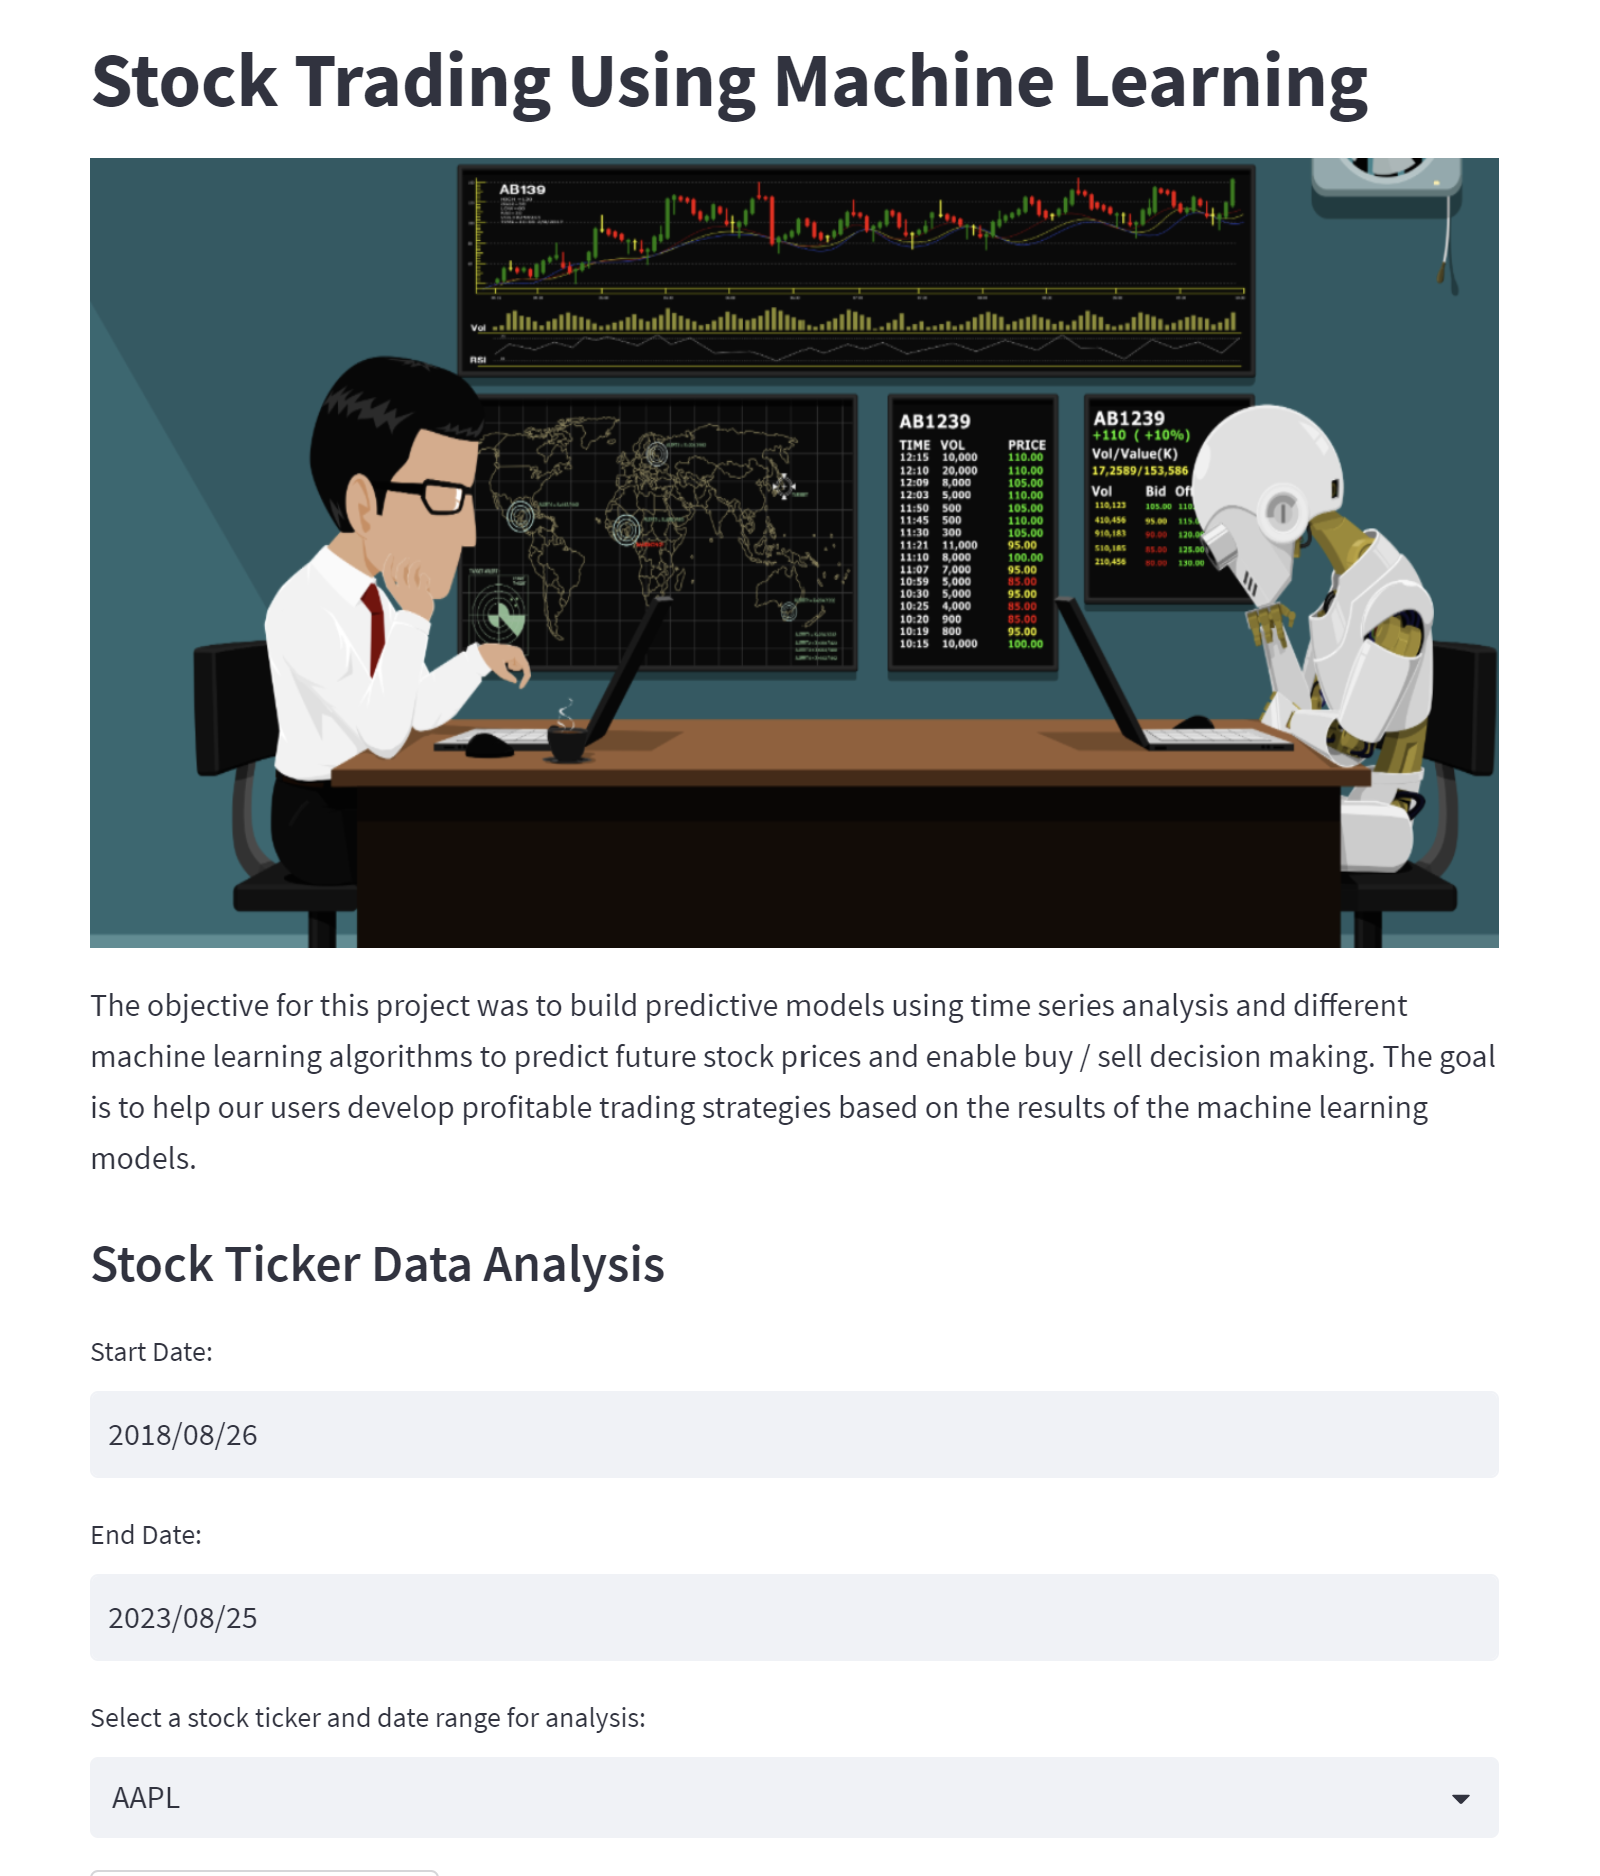 Stock Trading Using Machine Learning
AB139
Vol
RSI
AB1239
TIME VOL PRICE
12:15 10,000 110.00
12:10 20,000 110.00
12:09 8,000 105.00
12:03 5,000 110.00
11:50 500 105.00
11:45 500 110.00
11:30 300 105.00
11:21 11,000 95.00
11:10 8,000 100.00
11:07 7,000 95.00
10:59 5,000 85.00
10:30 5,000 95.00
10:25 4,000 85.00
10:20 900 85.00
10:19 800 95.00
10:15 10,000 100.00
AB1239
+110 ( +10%)
Vol/Value(K)
17,2589/153,586
Vol Bid Off
110,123 105.00 110
410,456 95.00 115.0
910,183 90.00 120.0
510,185 85.00 125.00
210,456 80.00 130.00
The objective for this project was to build predictive models using time series analysis and different
machine learning algorithms to predict future stock prices and enable buy / sell decision making. The goal
is to help our users develop profitable trading strategies based on the results of the machine learning
models.
Stock Ticker Data Analysis
Start Date:
2018/08/26
End Date:
2023/08/25
Select a stock ticker and date range for analysis:
AAPL